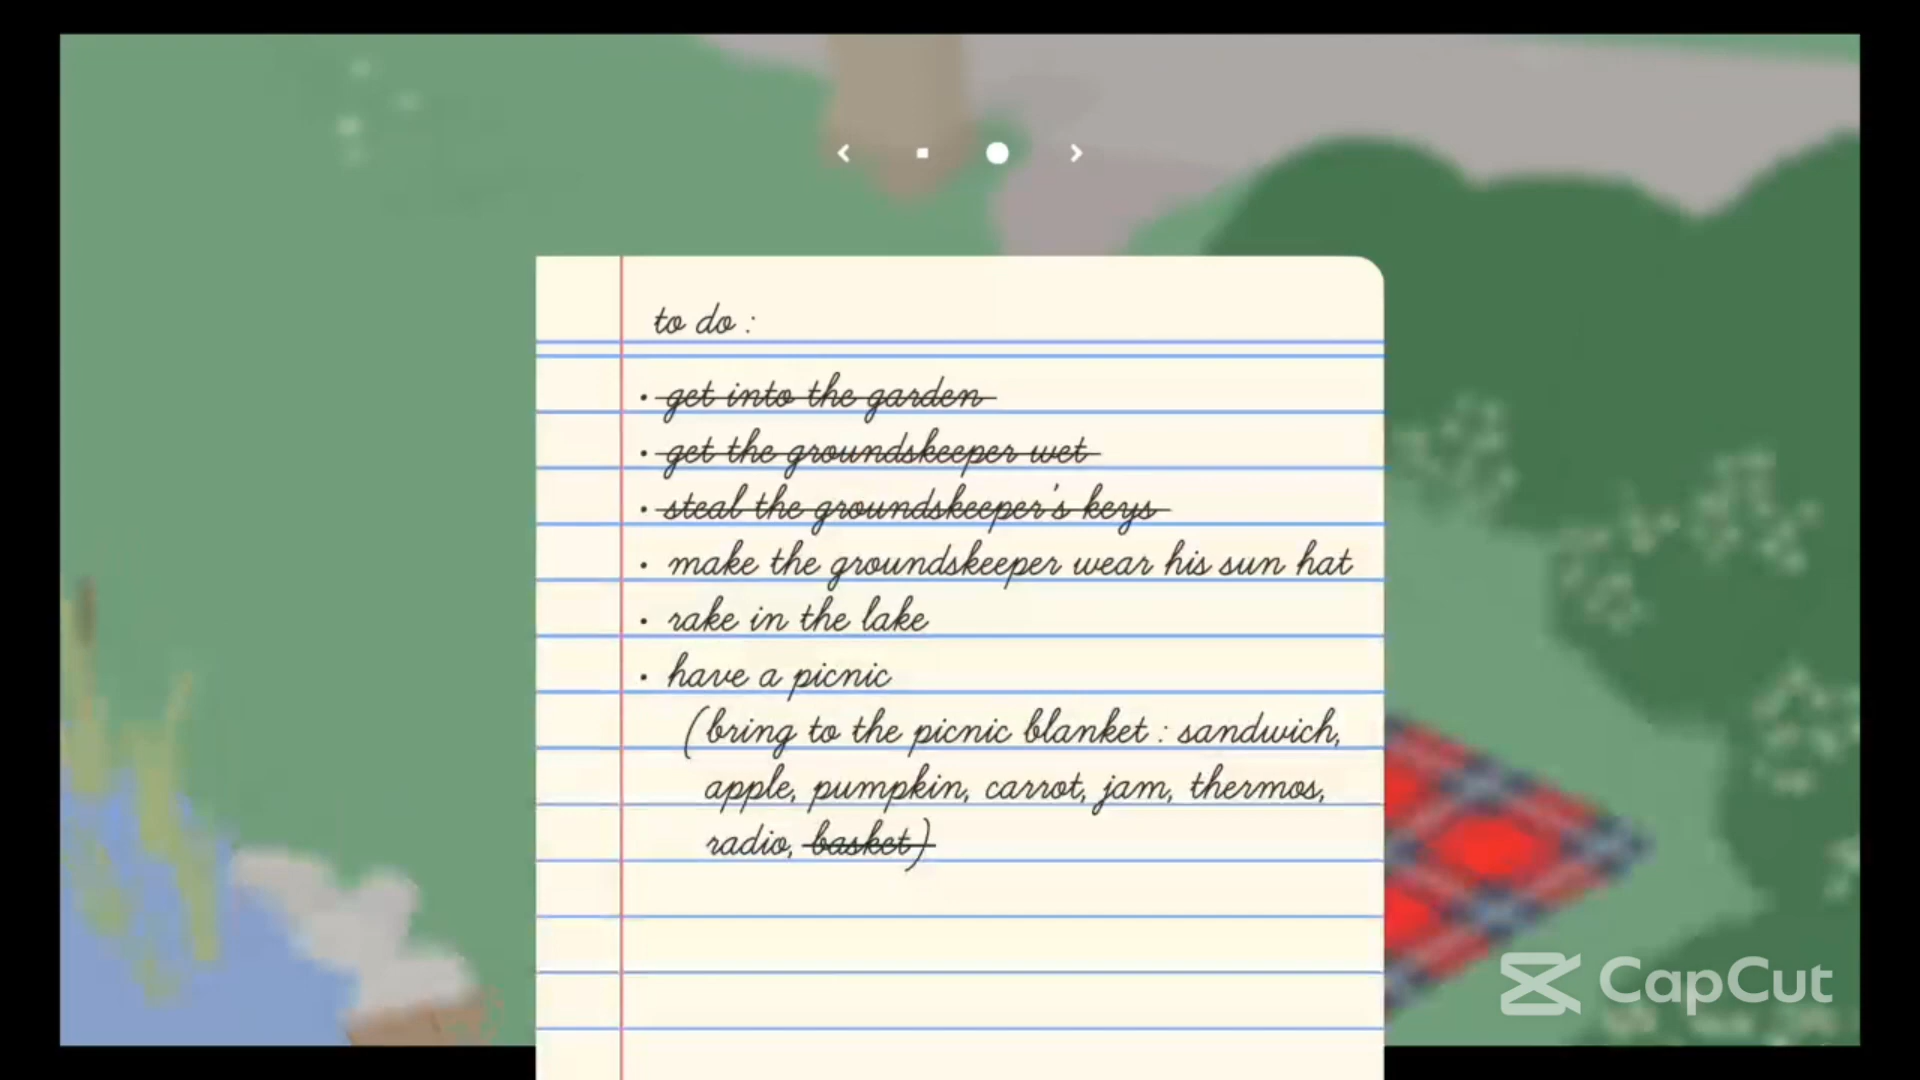 to do :
• get into the garden
• get the groundskeeper wet
• steal the groundskeeper's keys
• make the groundskeeper wear his sun hat
• rake in the lake
• have a picnic
(bring to the picnic blanket : sandwich,
apple, pumpkin, carrot, jam, thermos,
radio, basket)
CapCut